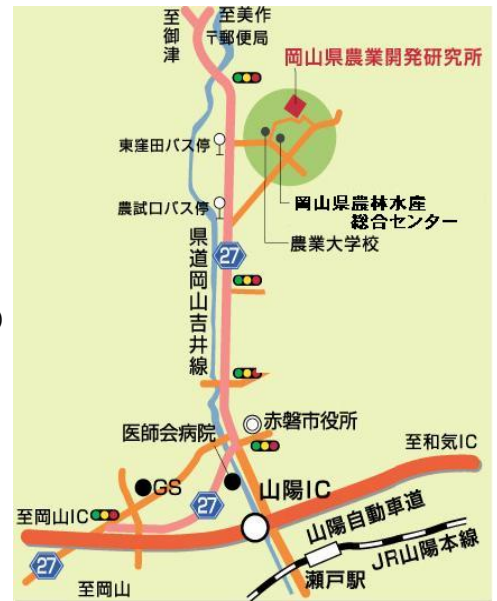 至美作
至御津
〒郵便局
岡山県農業開発研究所
東窪田バス停
岡山県農林水産
総合センター
農試口バス停
農業大学校
県道岡山吉井線
27
赤磐市役所
医師会病院
至和気IC
GS
山陽IC
27
至岡山IC
山陽自動車道
JR山陽本線
27
至岡山
瀬戸駅
)